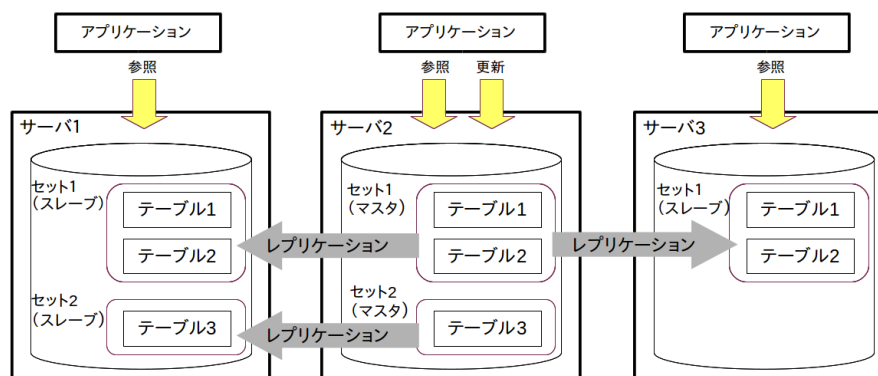 アプリケーション
アプリケーション
アプリケーション
参照
参照
更新
参照
サーバ1
サーバ2
サーバ3
セット1
(スレーブ)
テーブル1
テーブル2
セット1
(マスタ)
テーブル1
テーブル2
セット1
(スレーブ)
テーブル1
テーブル2
レプリケーション
レプリケーション
セット2
(スレーブ)
テーブル3
セット2
(マスタ)
テーブル3
レプリケーション